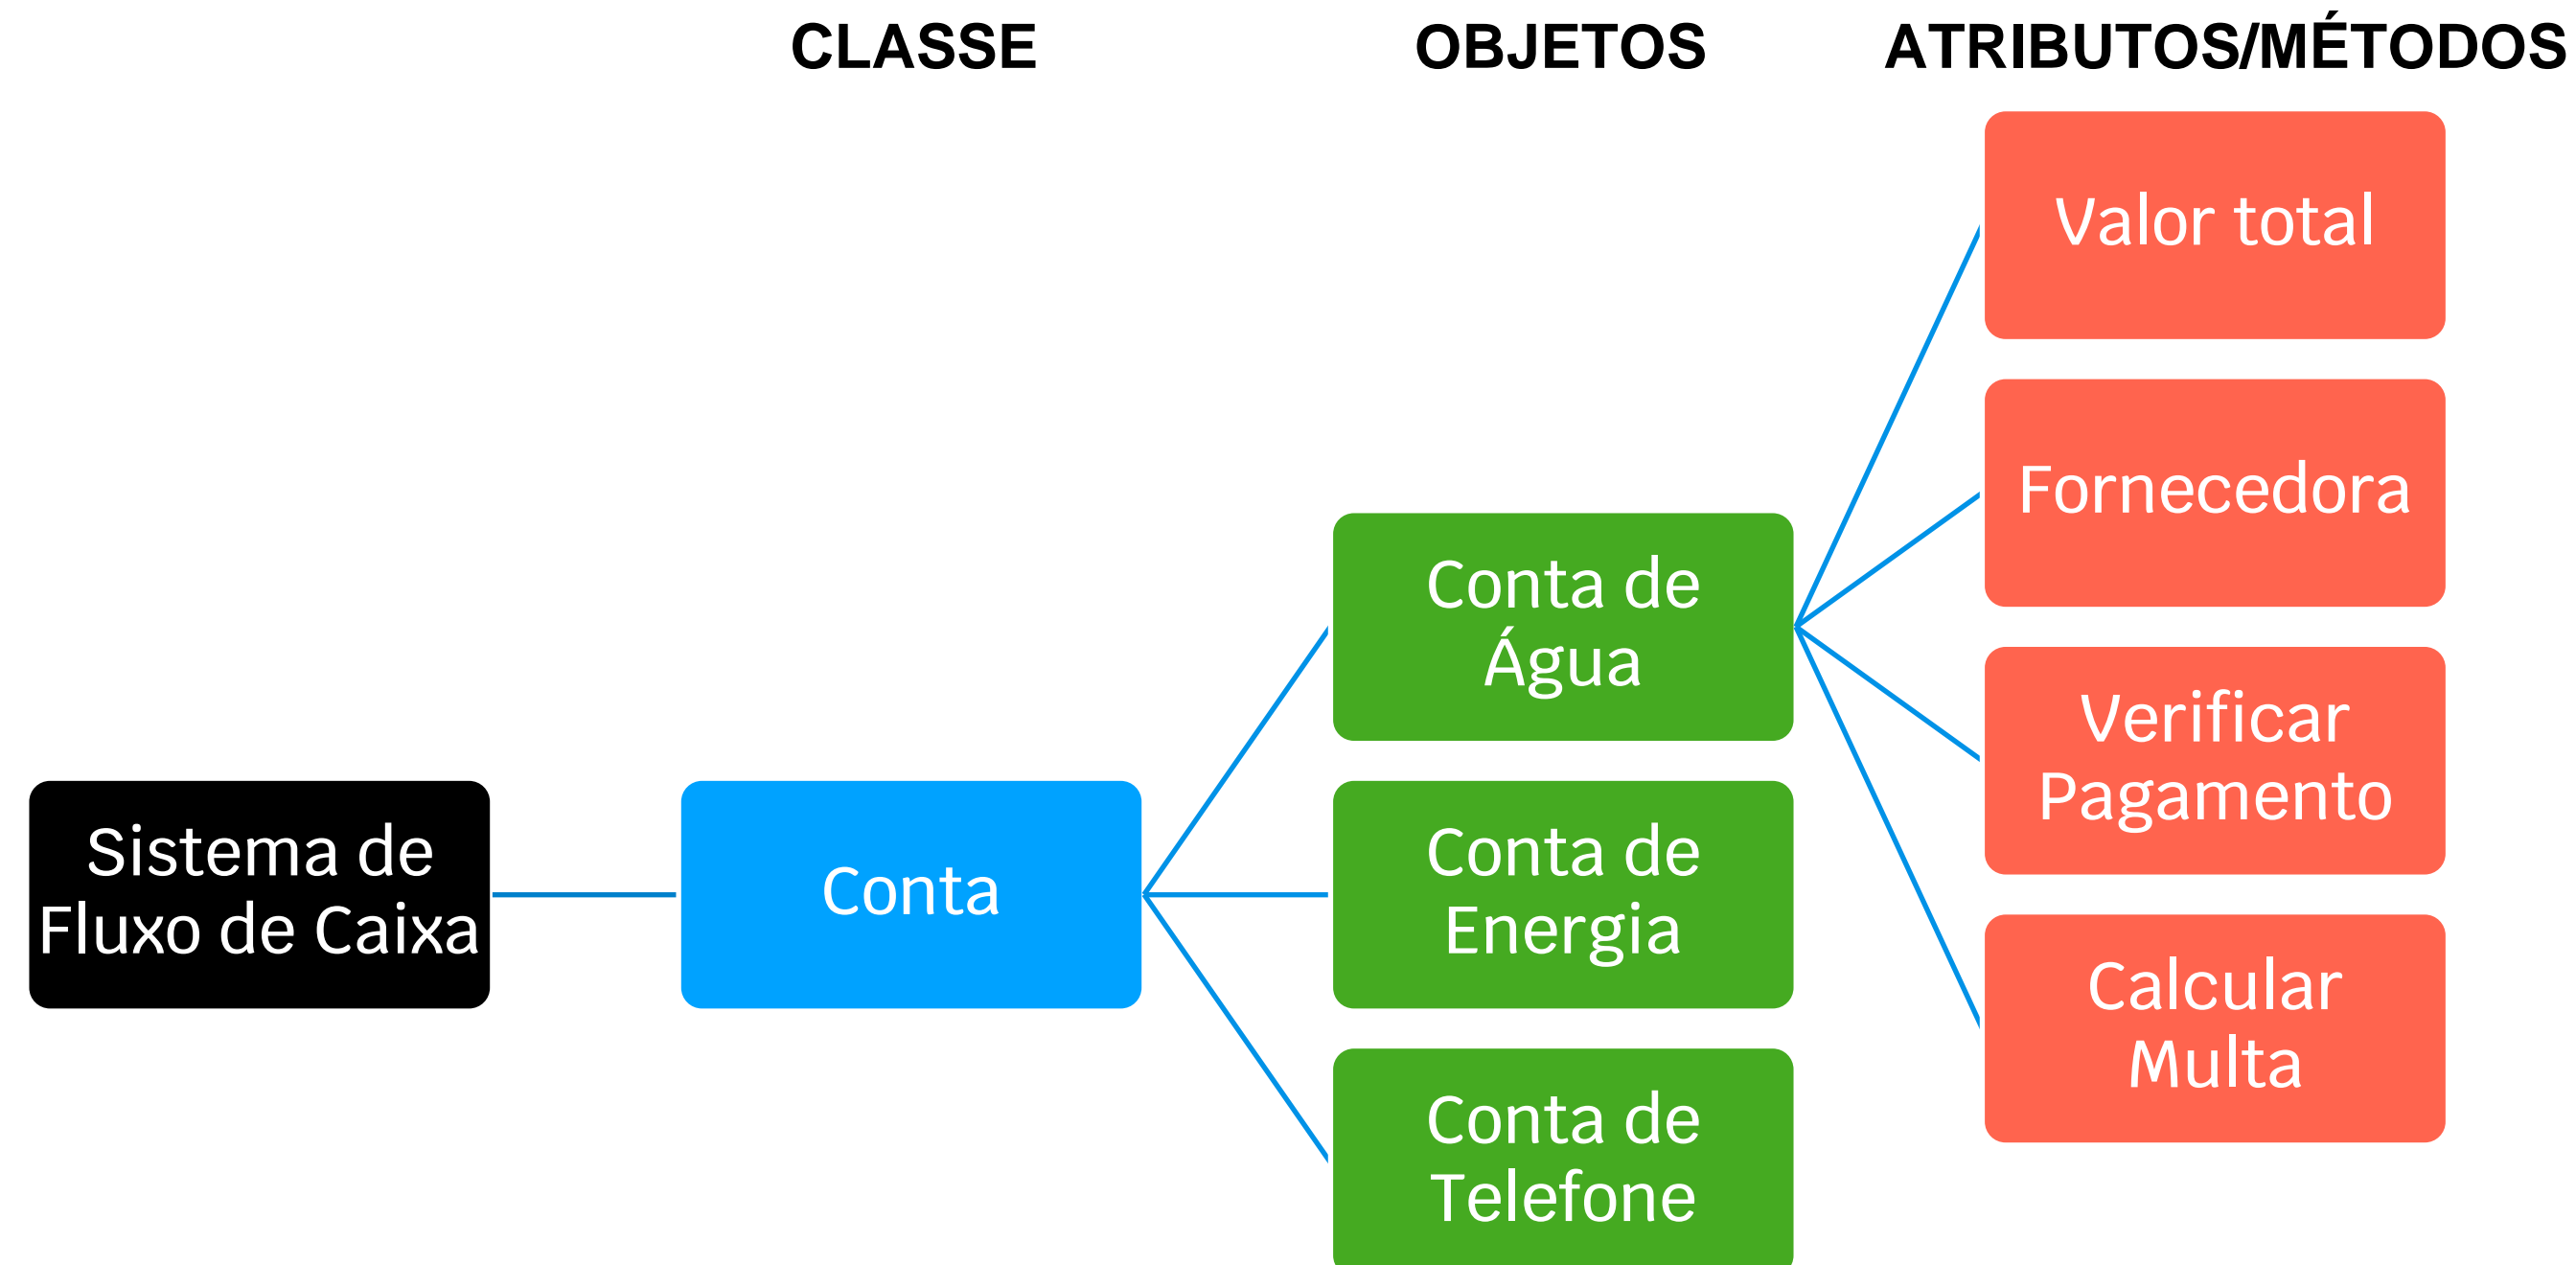 CLASSE
OBJETOS
ATRIBUTOS/MÉTODOS
Sistema de
Fluxo de Caixa
Conta
Conta de
Água
Conta de
Energia
Conta de
Telefone
Valor total
Fornecedora
Verificar
Pagamento
Calcular
Multa